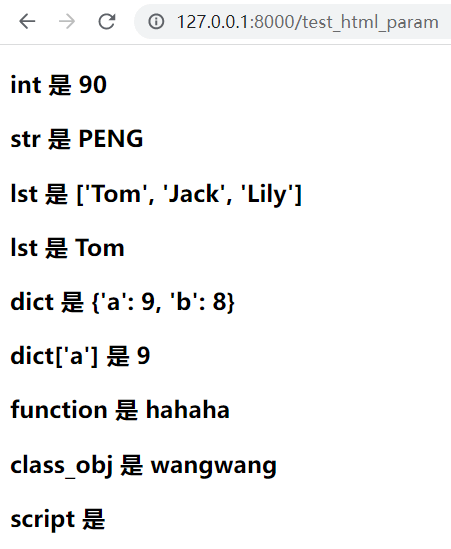 127.0.0.1:8000/test_html_param
int 是 90
str 是 PENG
lst 是 ['Tom', 'Jack', 'Lily']
lst 是 Tom
dict 是 {'a': 9, 'b': 8}
dict['a'] 是 9
function 是 hahaha
class_obj 是 wangwang
script 是